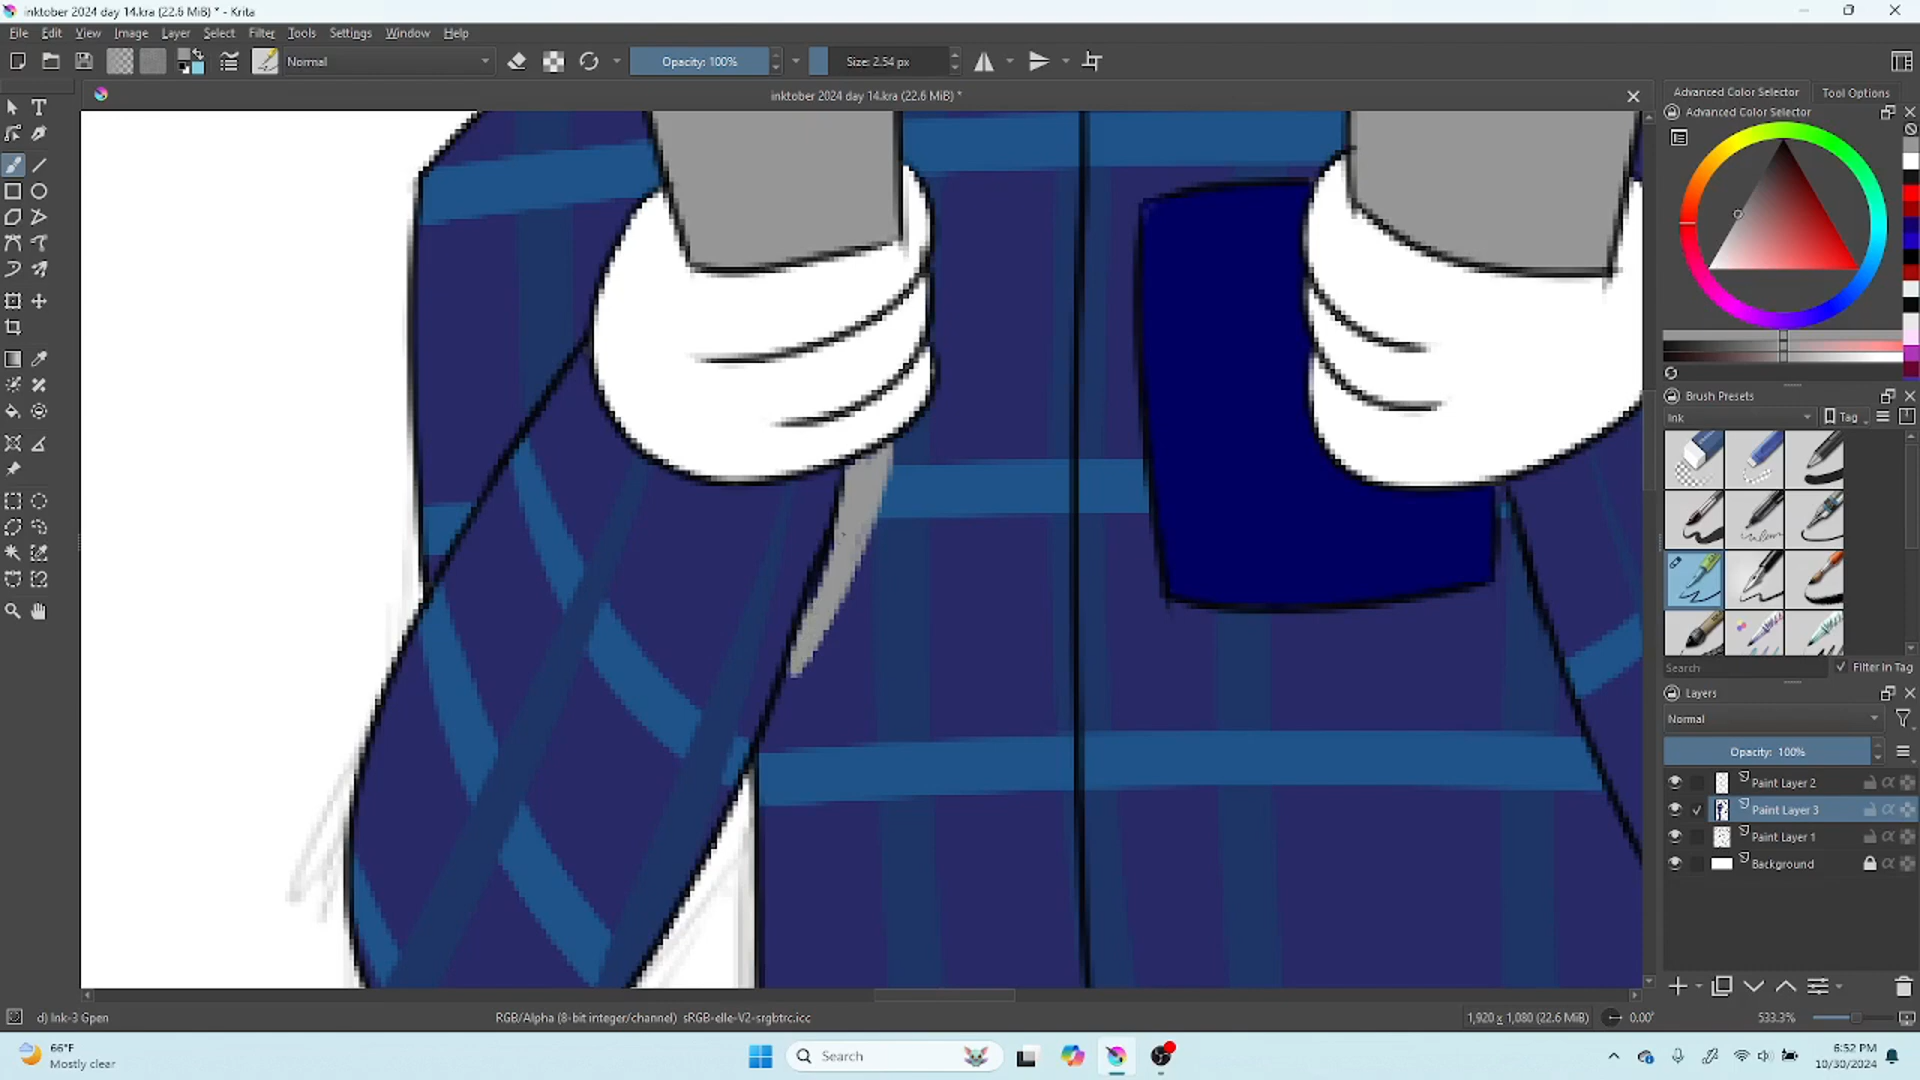 inktober 2024 day 14.kra (22.6 MiB) * - Krita
File Edit View Image Layer Select Filter Tools Settings Window Help
Normal
Opacity: 100%
Size: 2.54 px
inktober 2024 day 14.kra (22.6 MiB) *
Advanced Color Selector
Tool Options
Advanced Color Selector
Brush Presets
Ink
Tag
Search
Filter in Tag
Layers
Normal
Opacity: 100%
Paint Layer 2
Paint Layer 3
Paint Layer 1
Background
d) Ink-3 Gpen
RGB/Alpha (8-bit integer/channel) sRGB-elle-V2-srgbtrc.icc
1,920 x 1,080 (22.6 MiB)
0.00°
533.3%
66°F
Mostly clear
Search
6:52 PM
10/30/2024